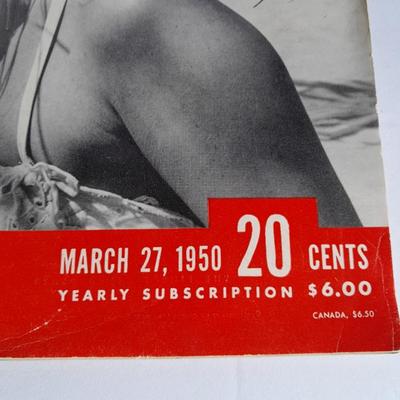 MARCH 27, 1950 20 CENTS
YEARLY SUBSCRIPTION $6.00
CANADA, $6.50